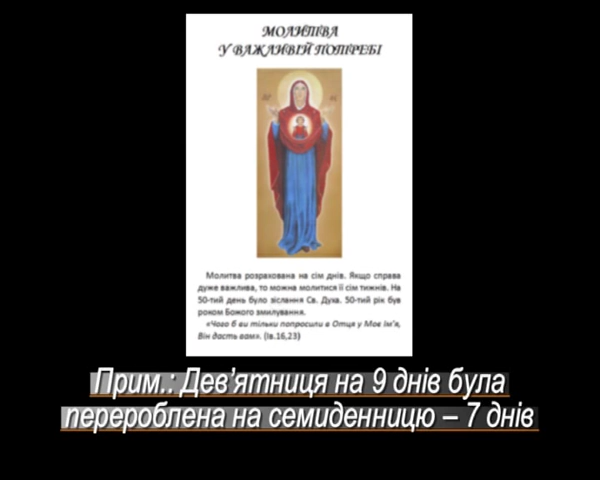 МОЛИТВА
У ВАЖЛИВІЙ ПОТРЕБІ
Молитва розрахована на сім днів. Якщо справа
дуже важлива, то можна молитися її сім тижнів. На
50-тий день було зіслання Св. Духа. 50-тий рік був
роком Божого змилування.
«Чого б ви тільки попросили в Отця у Моє Ім'я,
Він дасть вам». (Ів.16,23)
Прим.: Дев'ятниця на 9 днів була
перероблена на семиденницю – 7 днів